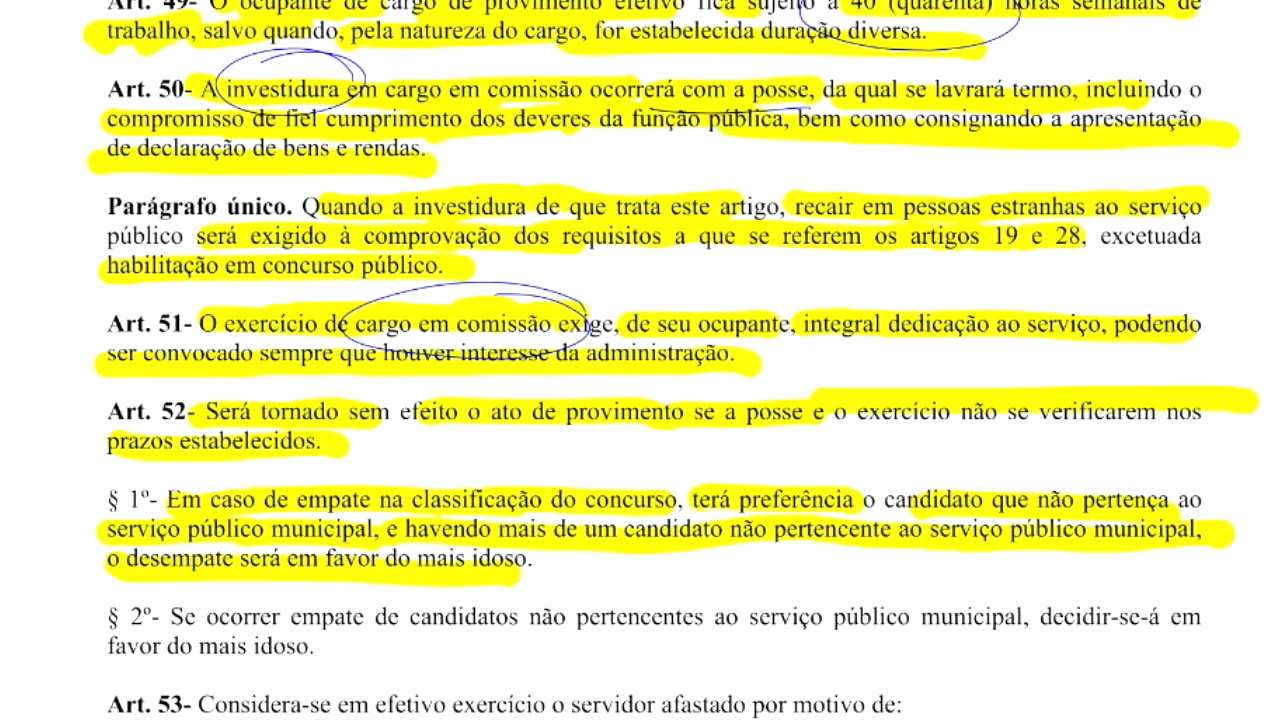 Art. 49- O ocupante de cargo de provimento efetivo fica sujeito a 40 (quarenta) horas semanais de
trabalho, salvo quando, pela natureza do cargo, for estabelecida duração diversa.
Art. 50- A investidura em cargo em comissão ocorrerá com a posse, da qual se lavrará termo, incluindo o
compromisso de fiel cumprimento dos deveres da função pública, bem como consignando a apresentação
de declaração de bens e rendas.
Parágrafo único. Quando a investidura de que trata este artigo, recair em pessoas estranhas ao serviço
público será exigido à comprovação dos requisitos a que se referem os artigos 19 e 28, excetuada
habilitação em concurso público.
Art. 51- O exercício de cargo em comissão exige, de seu ocupante, integral dedicação ao serviço, podendo
ser convocado sempre que houver interesse da administração.
Art. 52- Será tornado sem efeito o ato de provimento se a posse e o exercício não se verificarem nos
prazos estabelecidos.
§ 1º- Em caso de empate na classificação do concurso, terá preferência o candidato que não pertença ao
serviço público municipal, e havendo mais de um candidato não pertencente ao serviço público municipal,
o desempate será em favor do mais idoso.
§ 2º- Se ocorrer empate de candidatos não pertencentes ao serviço público municipal, decidir-se-á em
favor do mais idoso.
Art. 53- Considera-se em efetivo exercício o servidor afastado por motivo de: